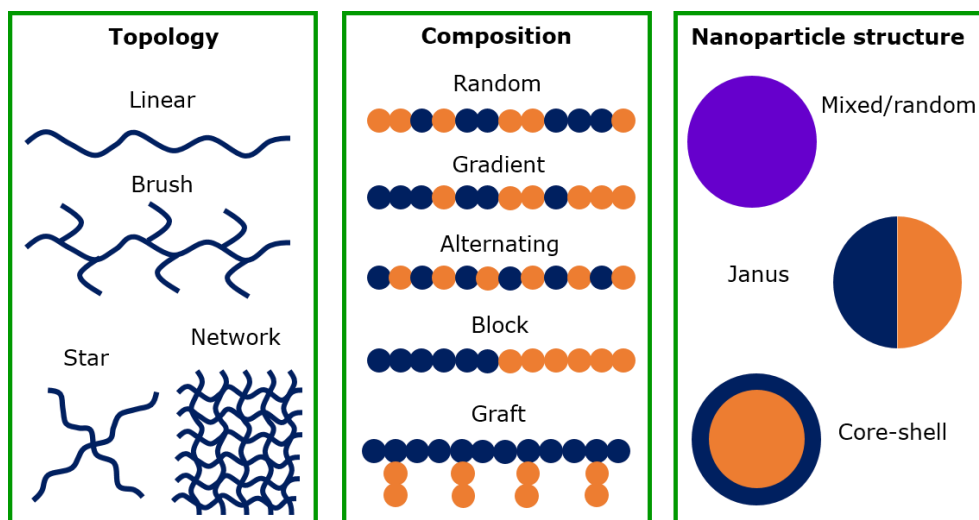 Topology
Linear
Brush
Star
Network
Composition
Random
Gradient
Alternating
Block
Graft
Nanoparticle structure
Mixed/random
Janus
Core-shell